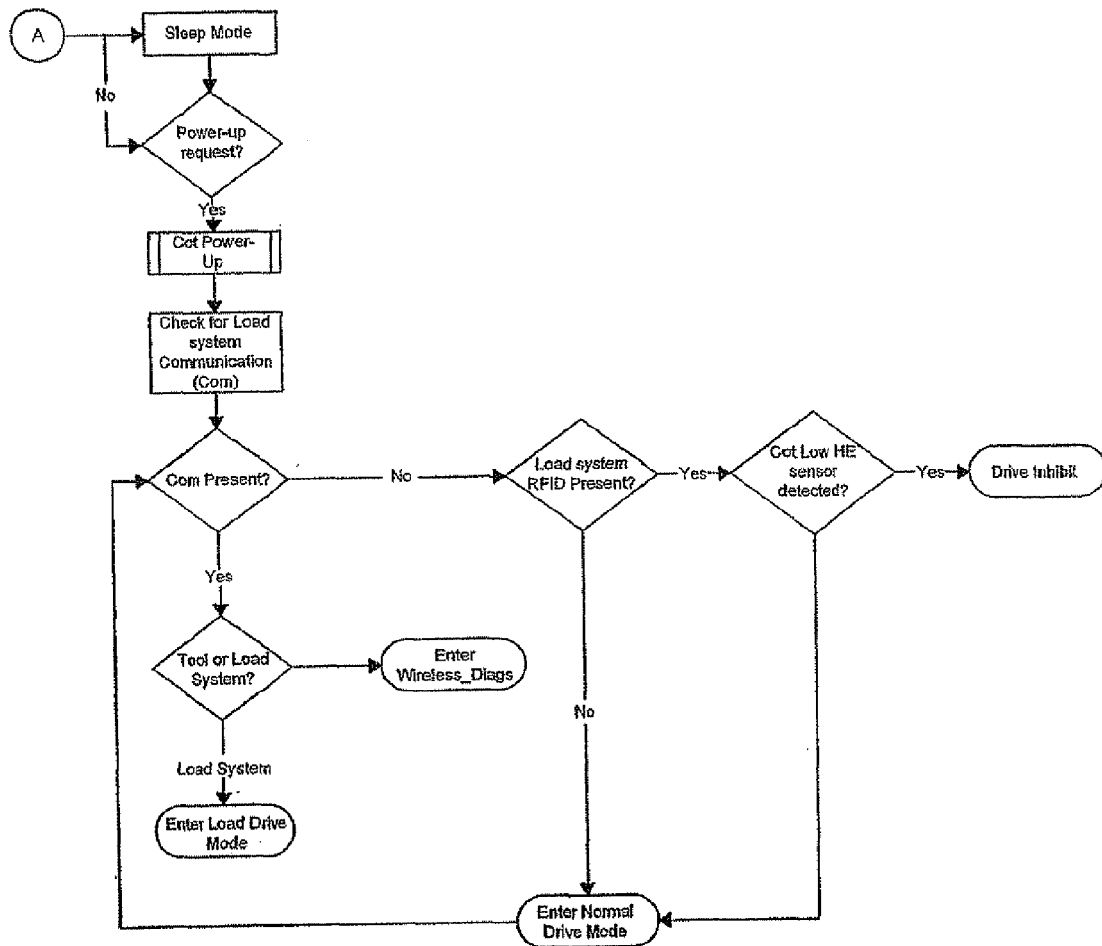 A
Sleep Mode
No
Power-up
request?
Yes
Cot Power-
Up
Check for Load
system
Communication
(Com)
Com Present?
No
Load system
RFID Present?
Yes
Cot Low HE
sensor
detected?
Yes
Drive Inhibit
Yes
Tool or Load
System?
Enter
Wireless_Diags
No
Load System
Enter Load Drive
Mode
Enter Normal
Drive Mode